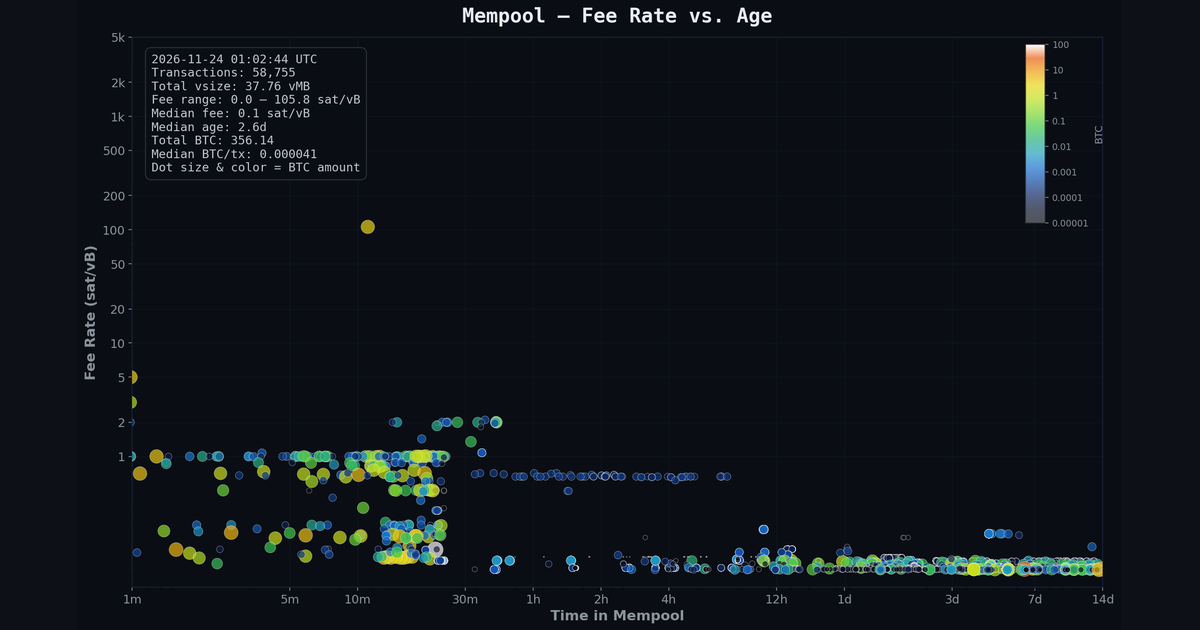 Mempool — Fee Rate vs. Age
2026-11-24 01:02:44 UTC
Transactions: 58,755
Total vsize: 37.76 vMB
Fee range: 0.0 — 105.8 sat/vB
Median fee: 0.1 sat/vB
Median age: 2.6d
Total BTC: 356.14
Median BTC/tx: 0.000041
Dot size & color = BTC amount
100
10
1
0.1
0.01
0.001
0.0001
0.00001
BTC
Fee Rate (sat/vB)
5k
2k
1k
500
200
100
50
20
10
5
2
1
1m
5m
10m
30m
1h
2h
4h
12h
1d
3d
7d
14d
Time in Mempool